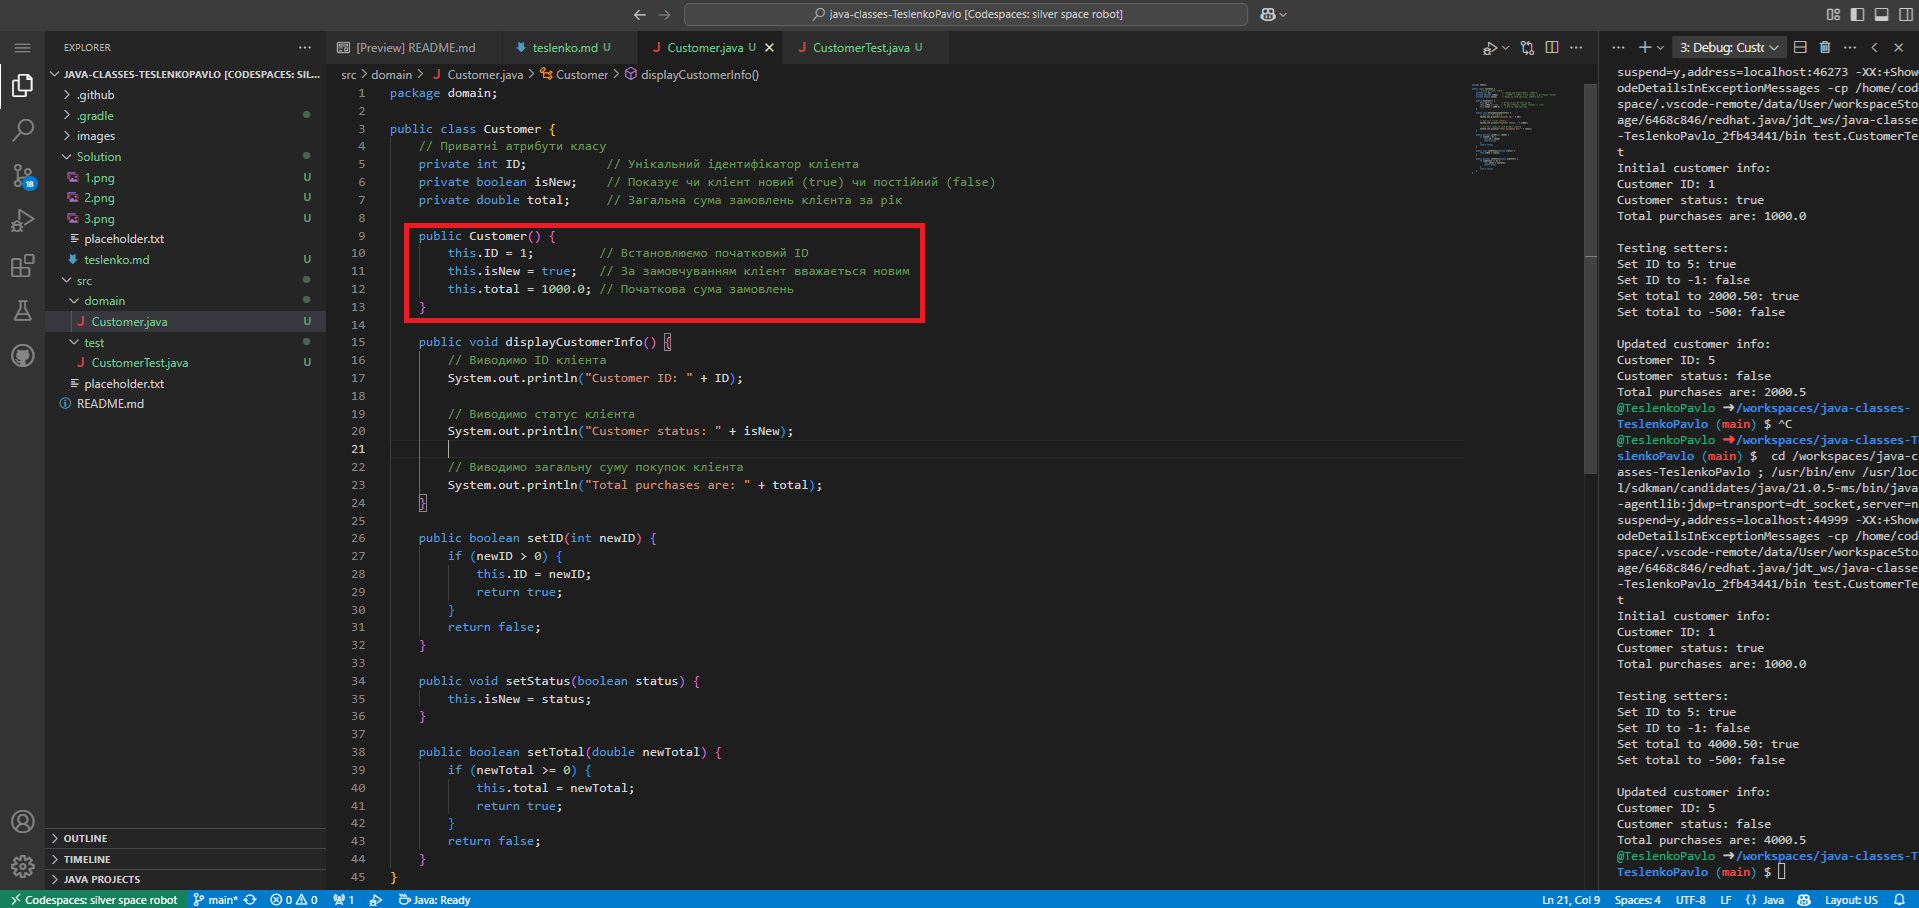 java-classes-TeslenkoPavlo [Codespaces: silver space robot]
EXPLORER
JAVA-CLASSES-TESLENKOPAVLO [CODESPACES: SIL...
.github
.gradle
images
Solution
1.png U
2.png U
3.png U
placeholder.txt
teslenko.md U
src
domain
Customer.java U
test
CustomerTest.java U
placeholder.txt
README.md
OUTLINE
TIMELINE
JAVA PROJECTS
18
[Preview] README.md
teslenko.md U
Customer.java U
CustomerTest.java U
src > domain > Customer.java > Customer > displayCustomerInfo()
1 package domain;
2
3 public class Customer {
4 // Приватні атрибути класу
5 private int ID; // Унікальний ідентифікатор клієнта
6 private boolean isNew; // Показує чи клієнт новий (true) чи постійний (false)
7 private double total; // Загальна сума замовлень клієнта за рік
8
9 public Customer() {
10 this.ID = 1; // Встановлюємо початковий ID
11 this.isNew = true; // За замовчуванням клієнт вважається новим
12 this.total = 1000.0; // Початкова сума замовлень
13 }
14
15 public void displayCustomerInfo() {
16 // Виводимо ID клієнта
17 System.out.println("Customer ID: " + ID);
18
19 // Виводимо статус клієнта
20 System.out.println("Customer status: " + isNew);
21
22 // Виводимо загальну суму покупок клієнта
23 System.out.println("Total purchases are: " + total);
24 }
25
26 public boolean setID(int newID) {
27 if (newID > 0) {
28 this.ID = newID;
29 return true;
30 }
31 return false;
32 }
33
34 public void setStatus(boolean status) {
35 this.isNew = status;
36 }
37
38 public boolean setTotal(double newTotal) {
39 if (newTotal >= 0) {
40 this.total = newTotal;
41 return true;
42 }
43 return false;
44 }
45 }
3: Debug: Custc
suspend=y,address=localhost:46273 -XX:+Show
odeDetailsInExceptionMessages -cp /home/cod
space/.vscode-remote/data/User/workspaceSto
age/6468c846/redhat.java/jdt_ws/java-classe
-TeslenkoPavlo_2fb43441/bin test.CustomerTe
t
Initial customer info:
Customer ID: 1
Customer status: true
Total purchases are: 1000.0
Testing setters:
Set ID to 5: true
Set ID to -1: false
Set total to 2000.50: true
Set total to -500: false
Updated customer info:
Customer ID: 5
Customer status: false
Total purchases are: 2000.5
@TeslenkoPavlo ➜/workspaces/java-classes-
TeslenkoPavlo (main) $ ^C
@TeslenkoPavlo ➜/workspaces/java-classes-Te
slenkoPavlo (main) $ cd /workspaces/java-c
asses-TeslenkoPavlo ; /usr/bin/env /usr/loc
l/sdkman/candidates/java/21.0.5-ms/bin/java
-agentlib:jdwp=transport=dt_socket,server=n
suspend=y,address=localhost:44999 -XX:+Show
odeDetailsInExceptionMessages -cp /home/cod
space/.vscode-remote/data/User/workspaceSto
age/6468c846/redhat.java/jdt_ws/java-classe
-TeslenkoPavlo_2fb43441/bin test.CustomerTe
t
Initial customer info:
Customer ID: 1
Customer status: true
Total purchases are: 1000.0
Testing setters:
Set ID to 5: true
Set ID to -1: false
Set total to 4000.50: true
Set total to -500: false
Updated customer info:
Customer ID: 5
Customer status: false
Total purchases are: 4000.5
@TeslenkoPavlo ➜/workspaces/java-classes-T
TeslenkoPavlo (main) $
Codespaces: silver space robot main* 0 0 1 Java: Ready Ln 21, Col 9 Spaces: 4 UTF-8 LF {} Java Layout: US